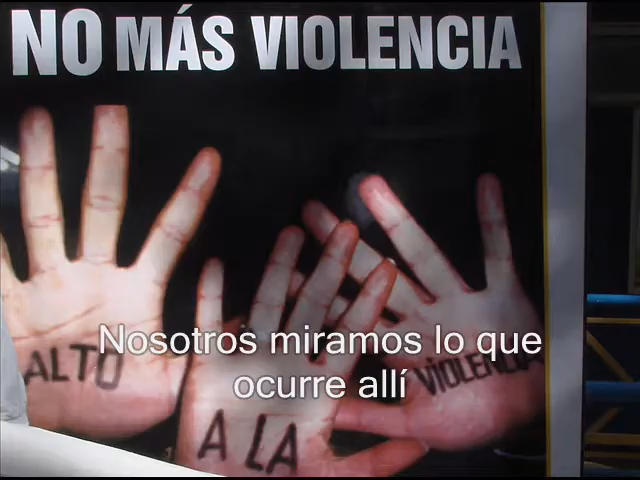 NO MÁS VIOLENCIA
ALTO
A LA
VIOLENCIA
Nosotros miramos lo que
ocurre allí